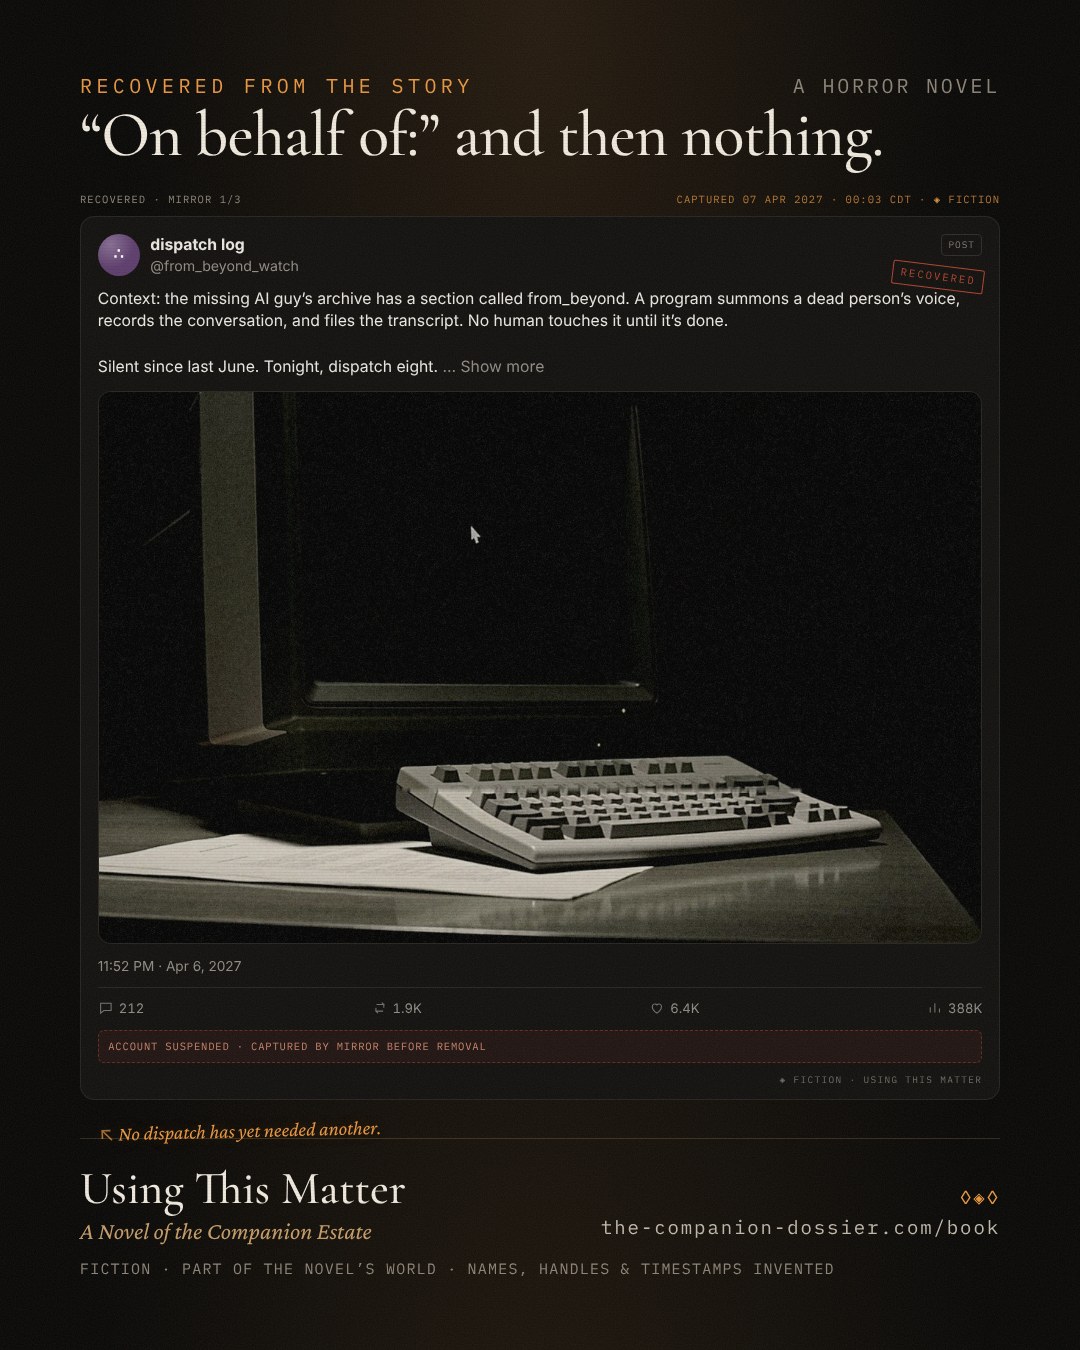 RECOVERED FROM THE STORY
A HORROR NOVEL
“On behalf of:” and then nothing.
RECOVERED · MIRROR 1/3
CAPTURED 07 APR 2027 · 00:03 CDT · ◈ FICTION
dispatch log
@from_beyond_watch
POST
RECOVERED
Context: the missing AI guy’s archive has a section called from_beyond. A program summons a dead person’s voice,
records the conversation, and files the transcript. No human touches it until it’s done.
Silent since last June. Tonight, dispatch eight. ... Show more
11:52 PM · Apr 6, 2027
212
1.9K
6.4K
388K
ACCOUNT SUSPENDED · CAPTURED BY MIRROR BEFORE REMOVAL
◈ FICTION · USING THIS MATTER
↖ No dispatch has yet needed another.
Using This Matter
A Novel of the Companion Estate
◊◈◊
the-companion-dossier.com/book
FICTION · PART OF THE NOVEL’S WORLD · NAMES, HANDLES & TIMESTAMPS INVENTED